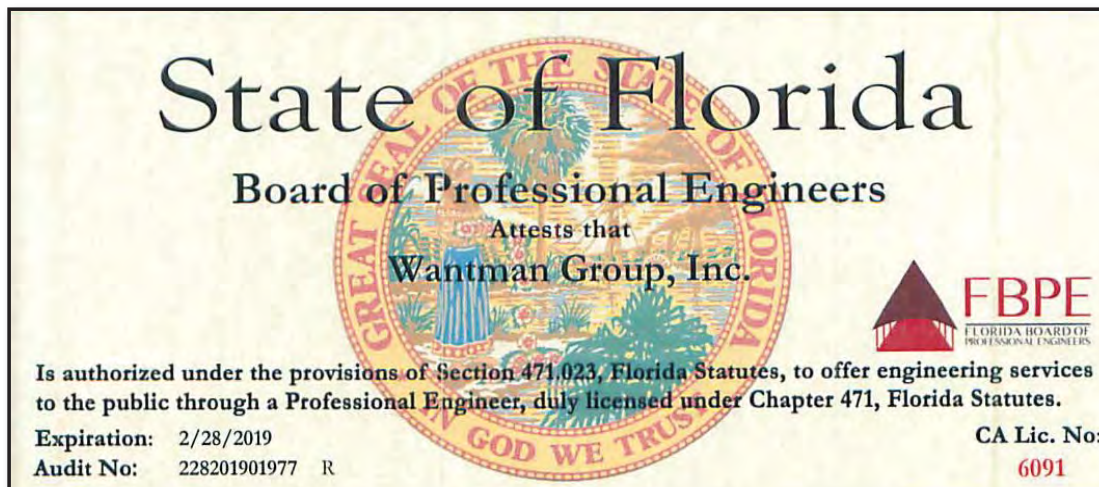 State of Florida
Board of Professional Engineers
Attests that
Wantman Group, Inc.
FBPE
FLORIDA BOARD OF
PROFESSIONAL ENGINEERS
Is authorized under the provisions of Section 471.023, Florida Statutes, to offer engineering services
to the public through a Professional Engineer, duly licensed under Chapter 471, Florida Statutes.
Expiration: 2/28/2019
Audit No: 228201901977 R
CA Lic. No:
6091
GREAT SEAL OF THE STATE OF FLORIDA
IN GOD WE TRUST